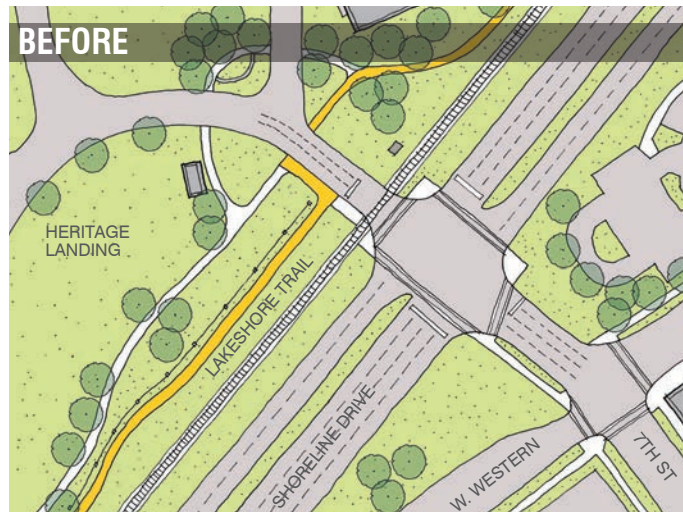 BEFORE
HERITAGE
LANDING
LAKESHORE TRAIL
SHORELINE DRIVE
W. WESTERN
7TH ST